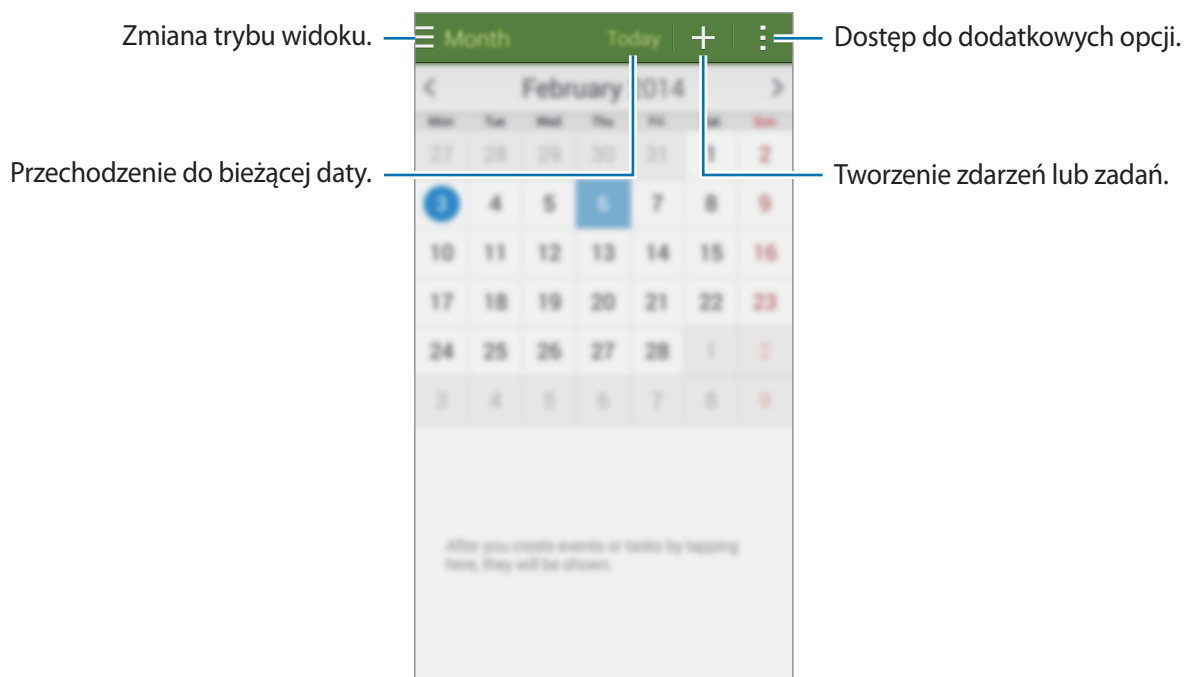 Zmiana trybu widoku.
Month Today
Dostęp do dodatkowych opcji.
February 2014
Mon Tue Wed Thu Fri Sat Sun
27 28 29 30 31 1 2
Przechodzenie do bieżącej daty.
Tworzenie zdarzeń lub zadań.
3 4 5 6 7 8 9
10 11 12 13 14 15 16
17 18 19 20 21 22 23
24 25 26 27 28 1 2
3 4 5 6 7 8 9
After you create events or tasks by tapping
here, they will be shown.